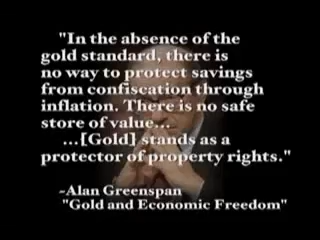 "In the absence of the
gold standard, there is
no way to protect savings
from confiscation through
inflation. There is no safe
store of value...
...[Gold] stands as a
protector of property rights."
~Alan Greenspan
"Gold and Economic Freedom"